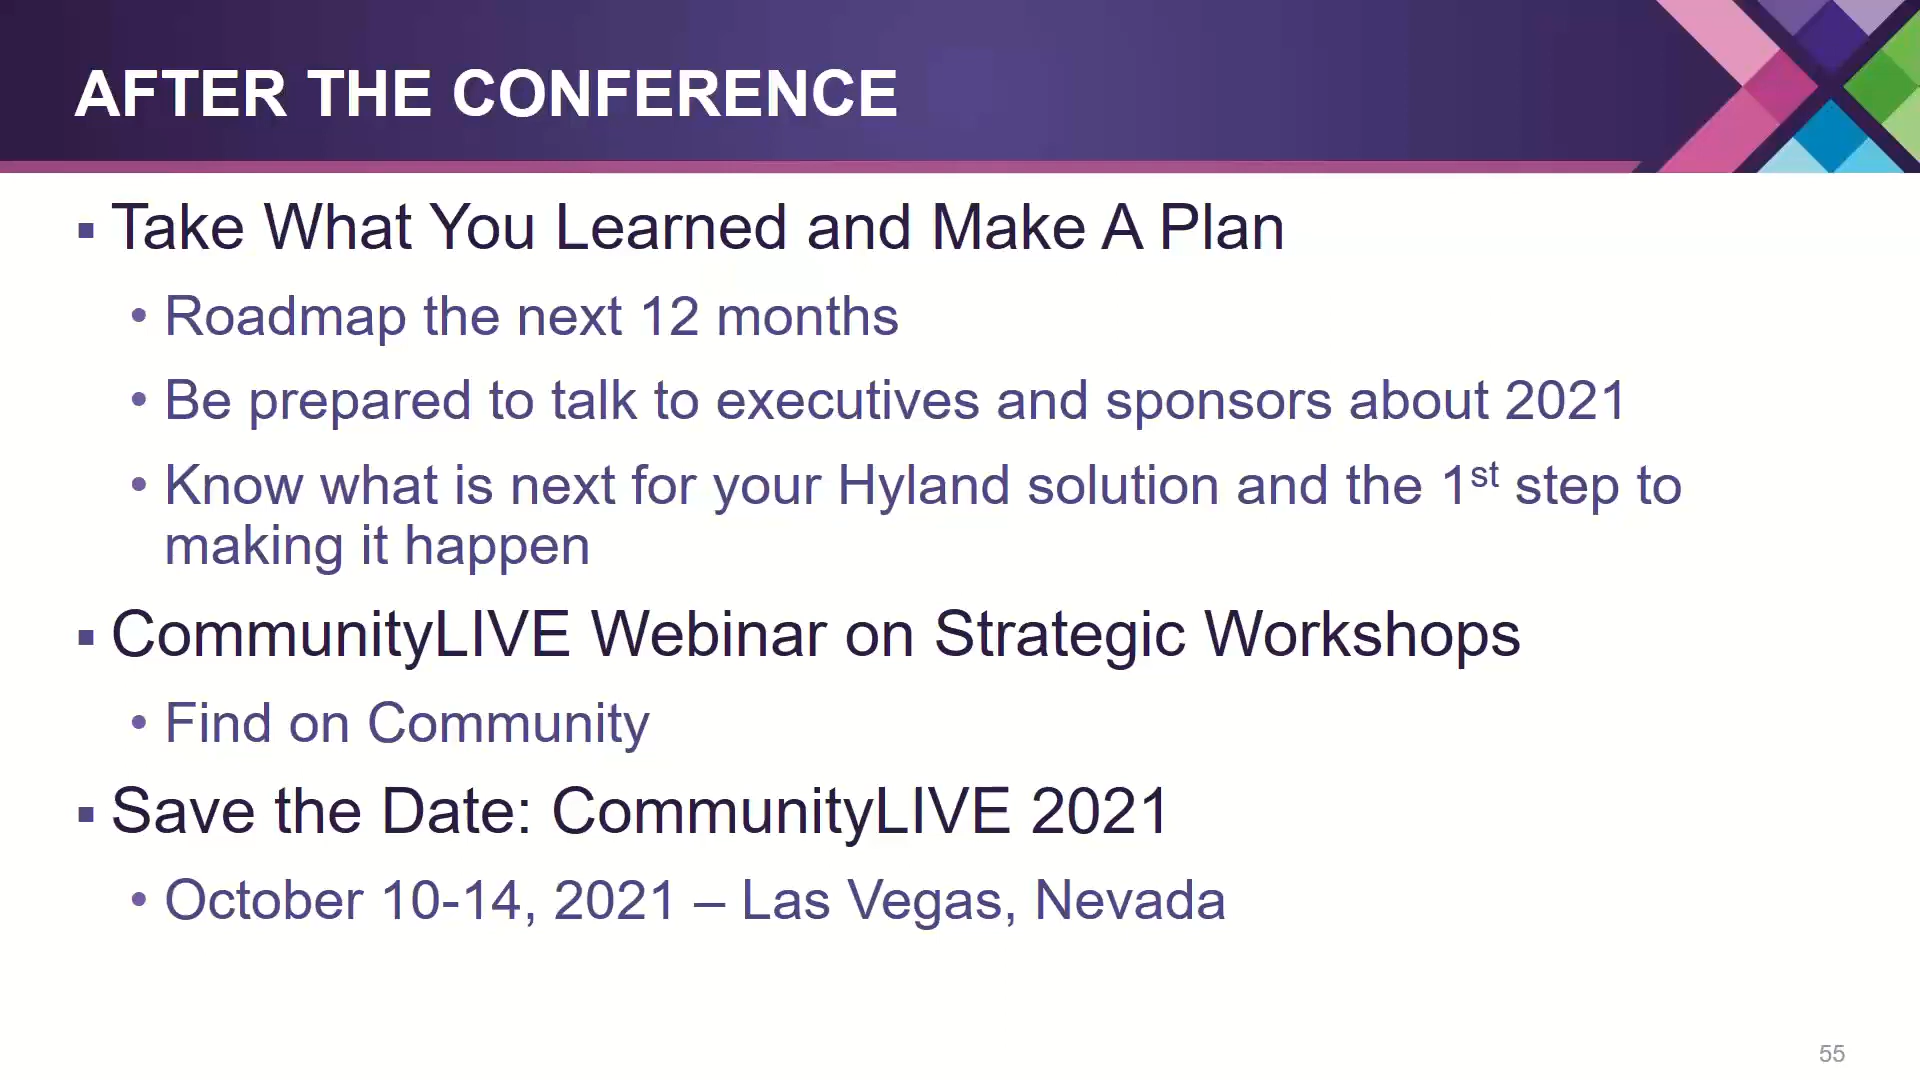 AFTER THE CONFERENCE
▪ Take What You Learned and Make A Plan
• Roadmap the next 12 months
• Be prepared to talk to executives and sponsors about 2021
• Know what is next for your Hyland solution and the 1st step to
making it happen
▪ CommunityLIVE Webinar on Strategic Workshops
• Find on Community
▪ Save the Date: CommunityLIVE 2021
• October 10-14, 2021 – Las Vegas, Nevada
55